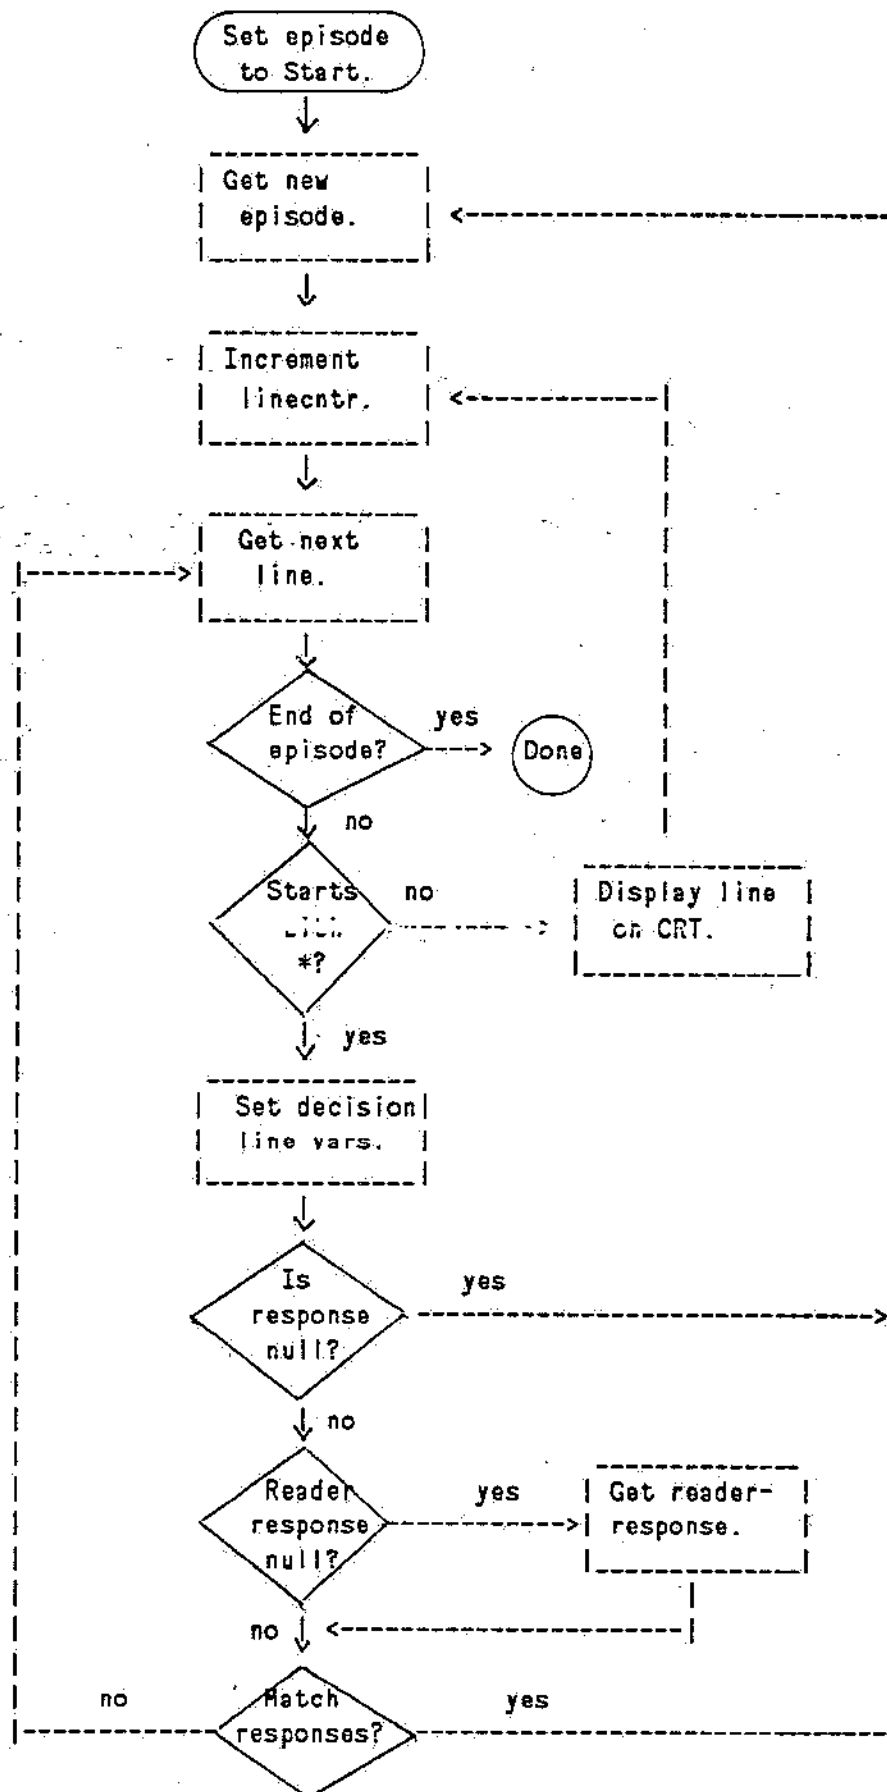 Set episode
to Start.
Get new
episode.
Increment
linecntr.
Get next
line.
End of
episode?
yes
Done
no
Starts
*?
no
Display line
on CRT.
yes
Set decision
line vars.
Is
response
null?
yes
no
Reader
response
null?
yes
Get reader-
response.
no
no
Match
responses?
yes